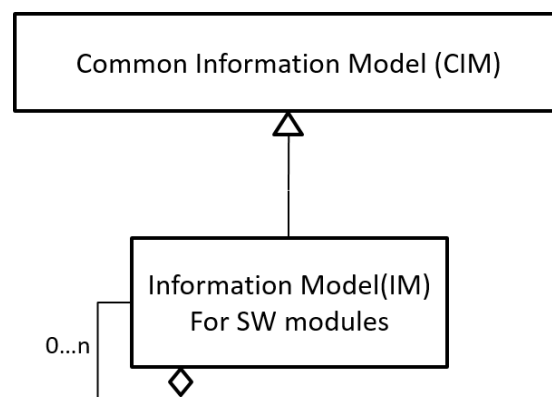 Common Information Model (CIM)
Information Model(IM)
For SW modules
0...n